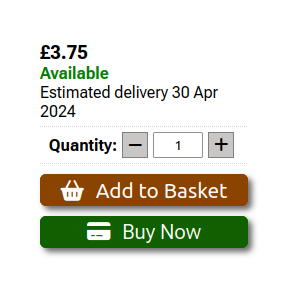 £3.75
Available
Estimated delivery 30 Apr
2024
Quantity: − 1 +
Add to Basket
Buy Now